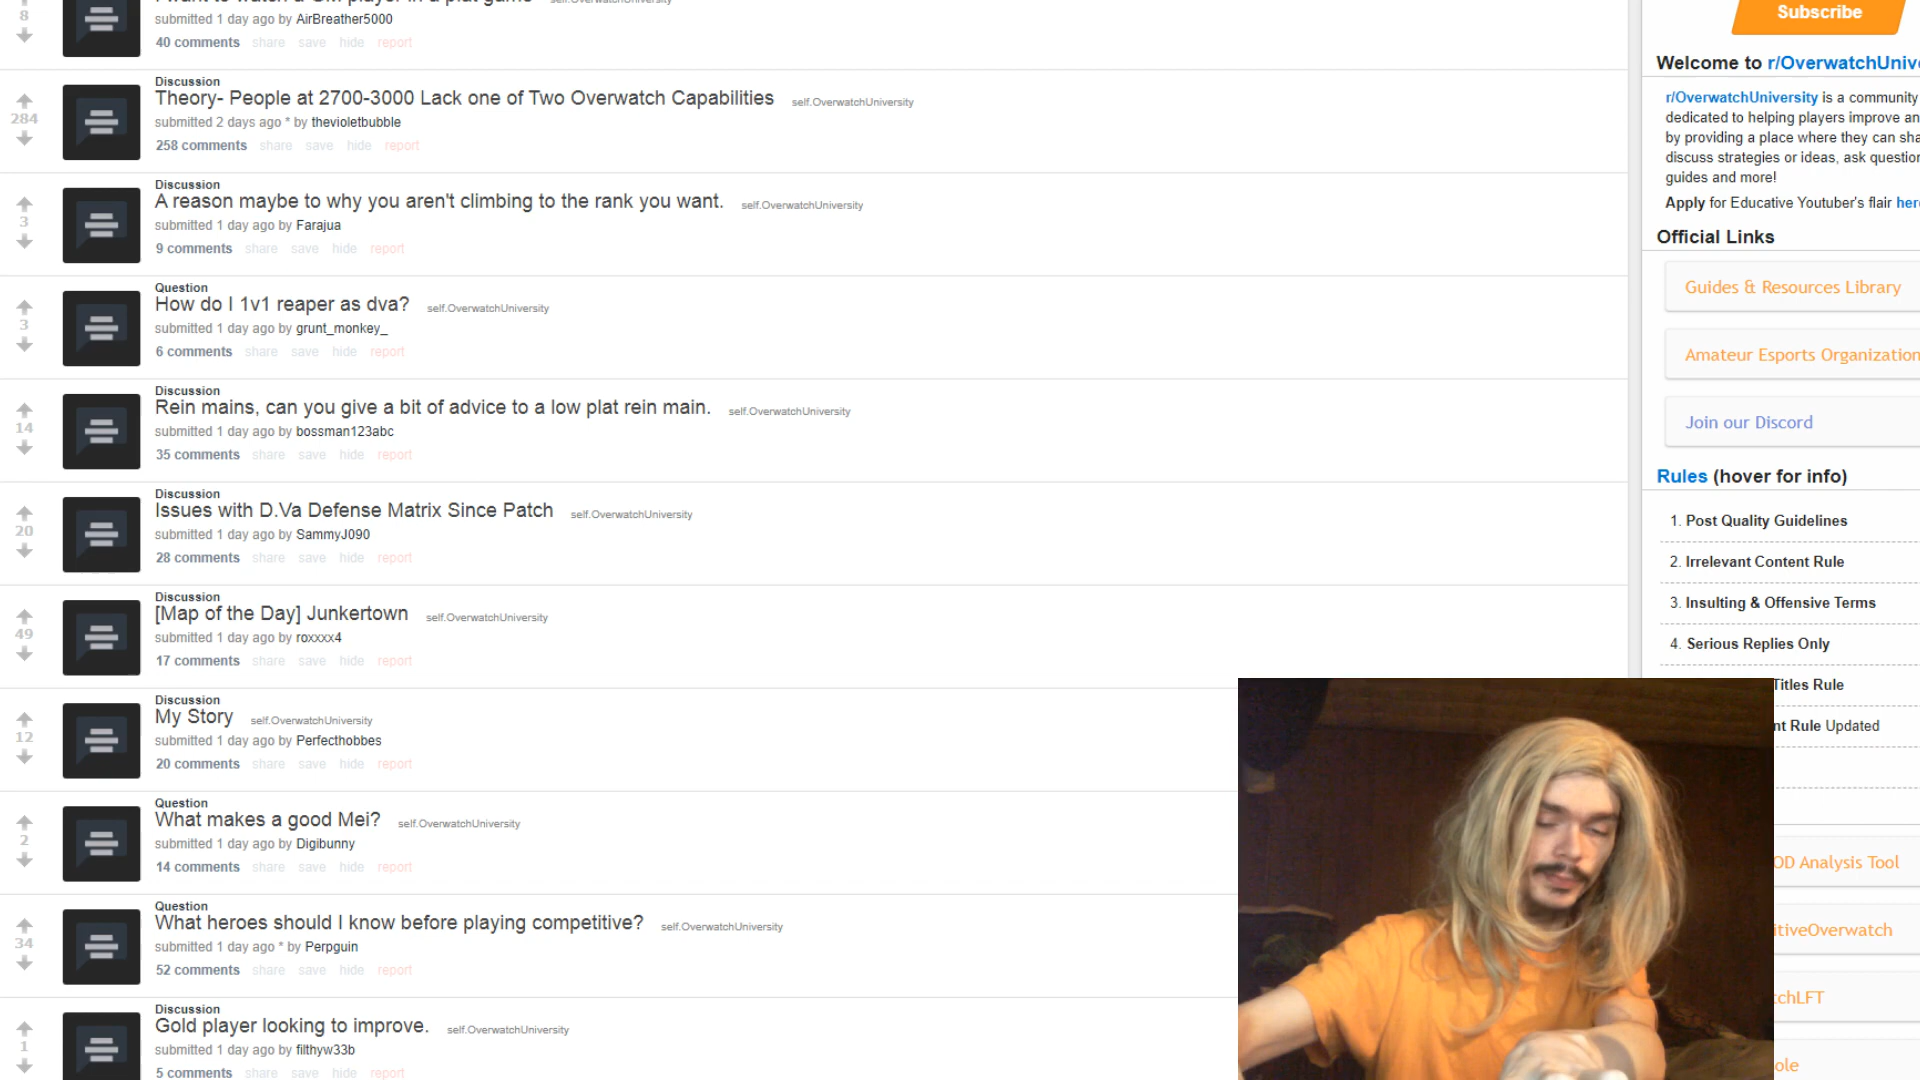 8
submitted 1 day ago by AirBreather5000
40 comments share save hide report
Discussion
Theory- People at 2700-3000 Lack one of Two Overwatch Capabilities self.OverwatchUniversity
284
submitted 2 days ago * by thevioletbubble
258 comments share save hide report
Discussion
A reason maybe to why you aren't climbing to the rank you want. self.OverwatchUniversity
3
submitted 1 day ago by Farajua
9 comments share save hide report
Question
How do I 1v1 reaper as dva? self.OverwatchUniversity
3
submitted 1 day ago by grunt_monkey_
6 comments share save hide report
Discussion
Rein mains, can you give a bit of advice to a low plat rein main. self.OverwatchUniversity
14
submitted 1 day ago by bossman123abc
35 comments share save hide report
Discussion
Issues with D.Va Defense Matrix Since Patch self.OverwatchUniversity
20
submitted 1 day ago by SammyJ090
28 comments share save hide report
Discussion
[Map of the Day] Junkertown self.OverwatchUniversity
49
submitted 1 day ago by roxxxx4
17 comments share save hide report
Discussion
My Story self.OverwatchUniversity
12
submitted 1 day ago by Perfecthobbes
20 comments share save hide report
Question
What makes a good Mei? self.OverwatchUniversity
2
submitted 1 day ago by Digibunny
14 comments share save hide report
Question
What heroes should I know before playing competitive? self.OverwatchUniversity
34
submitted 1 day ago * by Perpguin
52 comments share save hide report
Discussion
Gold player looking to improve. self.OverwatchUniversity
1
submitted 1 day ago by filthyw33b
5 comments share save hide report
Subscribe
Welcome to r/OverwatchUnive
r/OverwatchUniversity is a community
dedicated to helping players improve an
by providing a place where they can sha
discuss strategies or ideas, ask question
guides and more!
Apply for Educative Youtuber's flair here
Official Links
Guides & Resources Library
Amateur Esports Organization
Join our Discord
Rules (hover for info)
1. Post Quality Guidelines
2. Irrelevant Content Rule
3. Insulting & Offensive Terms
4. Serious Replies Only
Titles Rule
nt Rule Updated
OD Analysis Tool
itiveOverwatch
tchLFT
ole